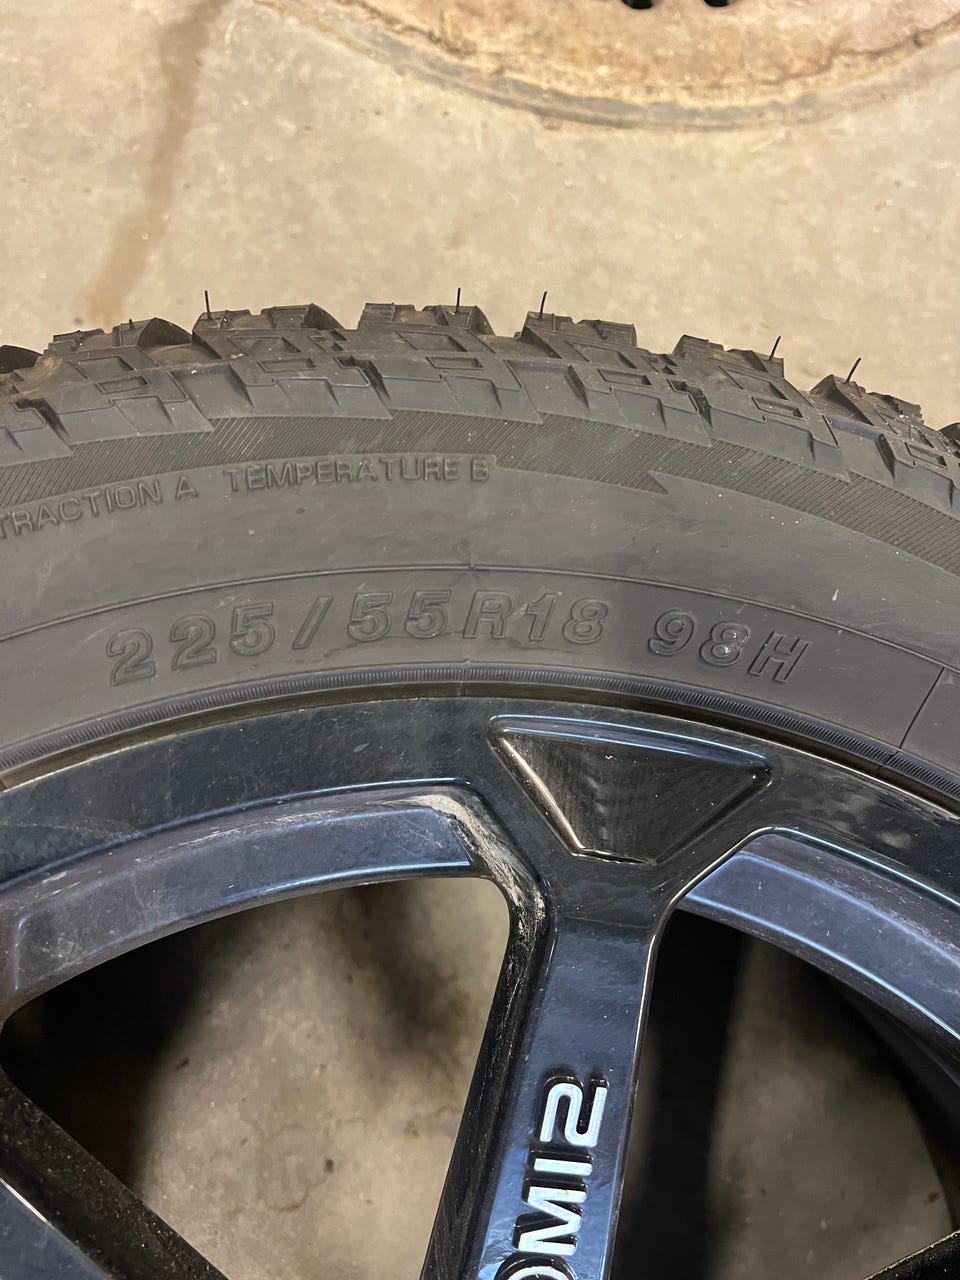 TRACTION A TEMPERATURE B
225/55R18 98H